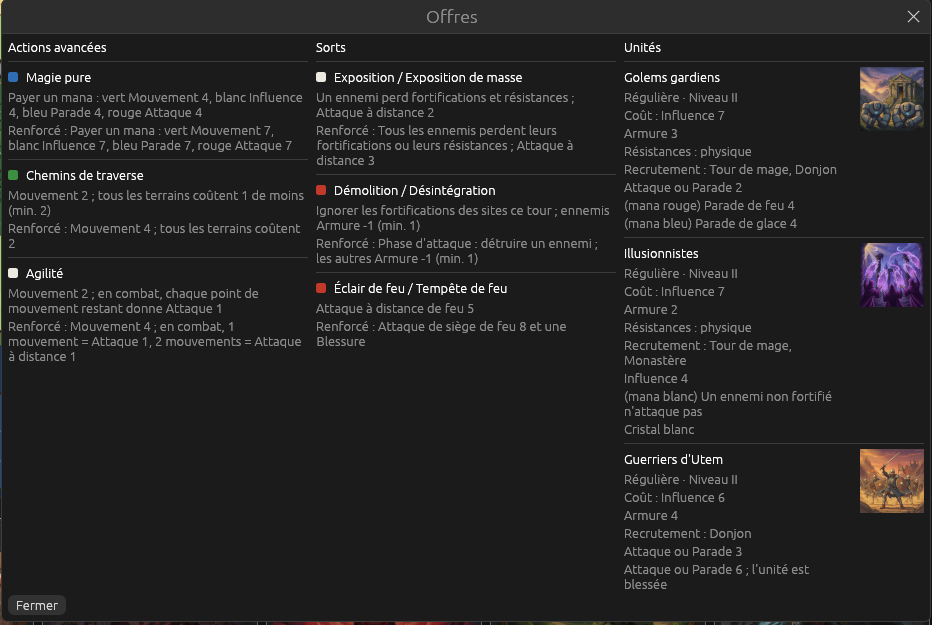 Offres
Actions avancées
Magie pure
Payer un mana : vert Mouvement 4, blanc Influence
4, bleu Parade 4, rouge Attaque 4
Renforcé : Payer un mana : vert Mouvement 7,
blanc Influence 7, bleu Parade 7, rouge Attaque 7
Chemins de traverse
Mouvement 2 ; tous les terrains coûtent 1 de moins
(min. 2)
Renforcé : Mouvement 4 ; tous les terrains coûtent
2
Agilité
Mouvement 2 ; en combat, chaque point de
mouvement restant donne Attaque 1
Renforcé : Mouvement 4 ; en combat, 1
mouvement = Attaque 1, 2 mouvements = Attaque
à distance 1
Sorts
Exposition / Exposition de masse
Un ennemi perd fortifications et résistances ;
Attaque à distance 2
Renforcé : Tous les ennemis perdent leurs
fortifications ou leurs résistances ; Attaque à
distance 3
Démolition / Désintégration
Ignorer les fortifications des sites ce tour ; ennemis
Armure -1 (min. 1)
Renforcé : Phase d'attaque : détruire un ennemi ;
les autres Armure -1 (min. 1)
Éclair de feu / Tempête de feu
Attaque à distance de feu 5
Renforcé : Attaque de siège de feu 8 et une
Blessure
Unités
Golems gardiens
Régulière · Niveau II
Coût : Influence 7
Armure 3
Résistances : physique
Recrutement : Tour de mage, Donjon
Attaque ou Parade 2
(mana rouge) Parade de feu 4
(mana bleu) Parade de glace 4
Illusionnistes
Régulière · Niveau II
Coût : Influence 7
Armure 2
Résistances : physique
Recrutement : Tour de mage,
Monastère
Influence 4
(mana blanc) Un ennemi non fortifié
n'attaque pas
Cristal blanc
Guerriers d'Utem
Régulière · Niveau II
Coût : Influence 6
Armure 4
Recrutement : Donjon
Attaque ou Parade 3
Attaque ou Parade 6 ; l'unité est
blessée
Fermer